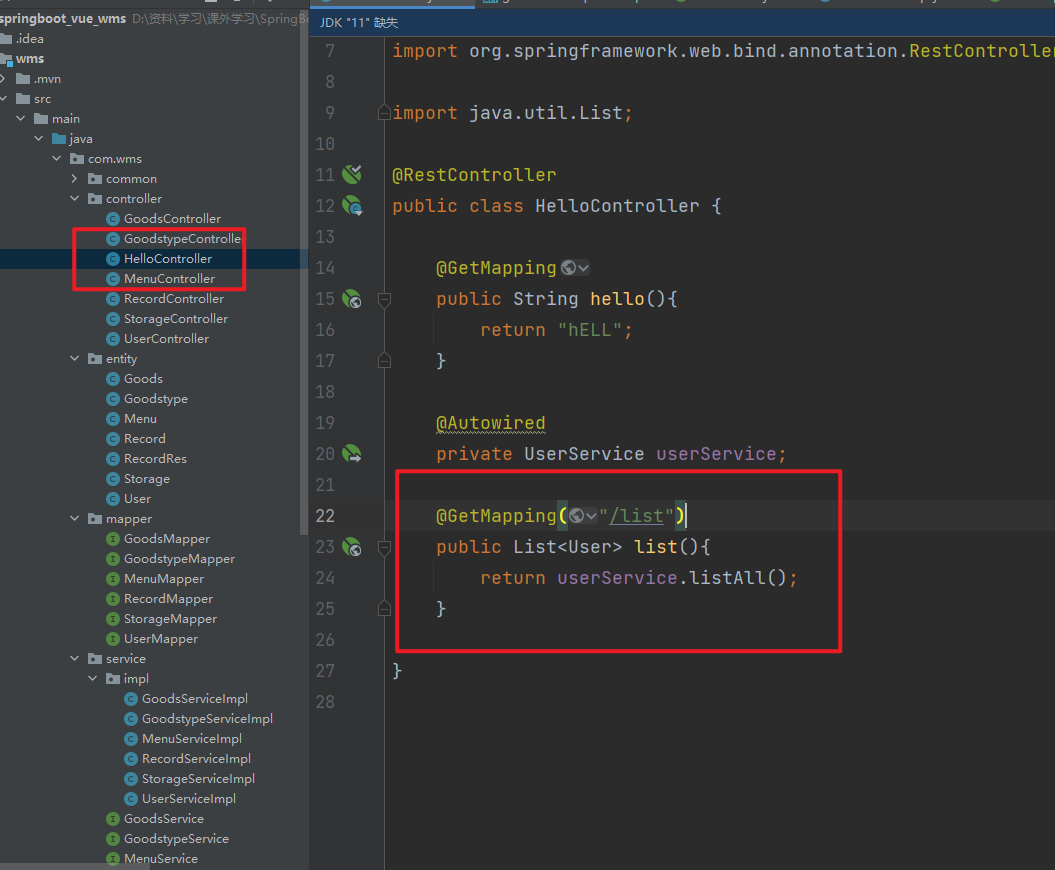 springboot_vue_wms D:\资料\学习\课外学习\SpringBo
.idea
wms
.mvn
src
main
java
com.wms
common
controller
GoodsController
GoodstypeControlle
HelloController
MenuController
RecordController
StorageController
UserController
entity
Goods
Goodstype
Menu
Record
RecordRes
Storage
User
mapper
GoodsMapper
GoodstypeMapper
MenuMapper
RecordMapper
StorageMapper
UserMapper
service
impl
GoodsServiceImpl
GoodstypeServiceImpl
MenuServiceImpl
RecordServiceImpl
StorageServiceImpl
UserServiceImpl
GoodsService
GoodstypeService
MenuService
JDK "11" 缺失
7 import org.springframework.web.bind.annotation.RestController
8
9 import java.util.List;
10
11 @RestController
12 public class HelloController {
13
14 @GetMapping
15 public String hello(){
16 return "hELL";
17 }
18
19 @Autowired
20 private UserService userService;
21
22 @GetMapping("/list")
23 public List<User> list(){
24 return userService.listAll();
25 }
26
27 }
28